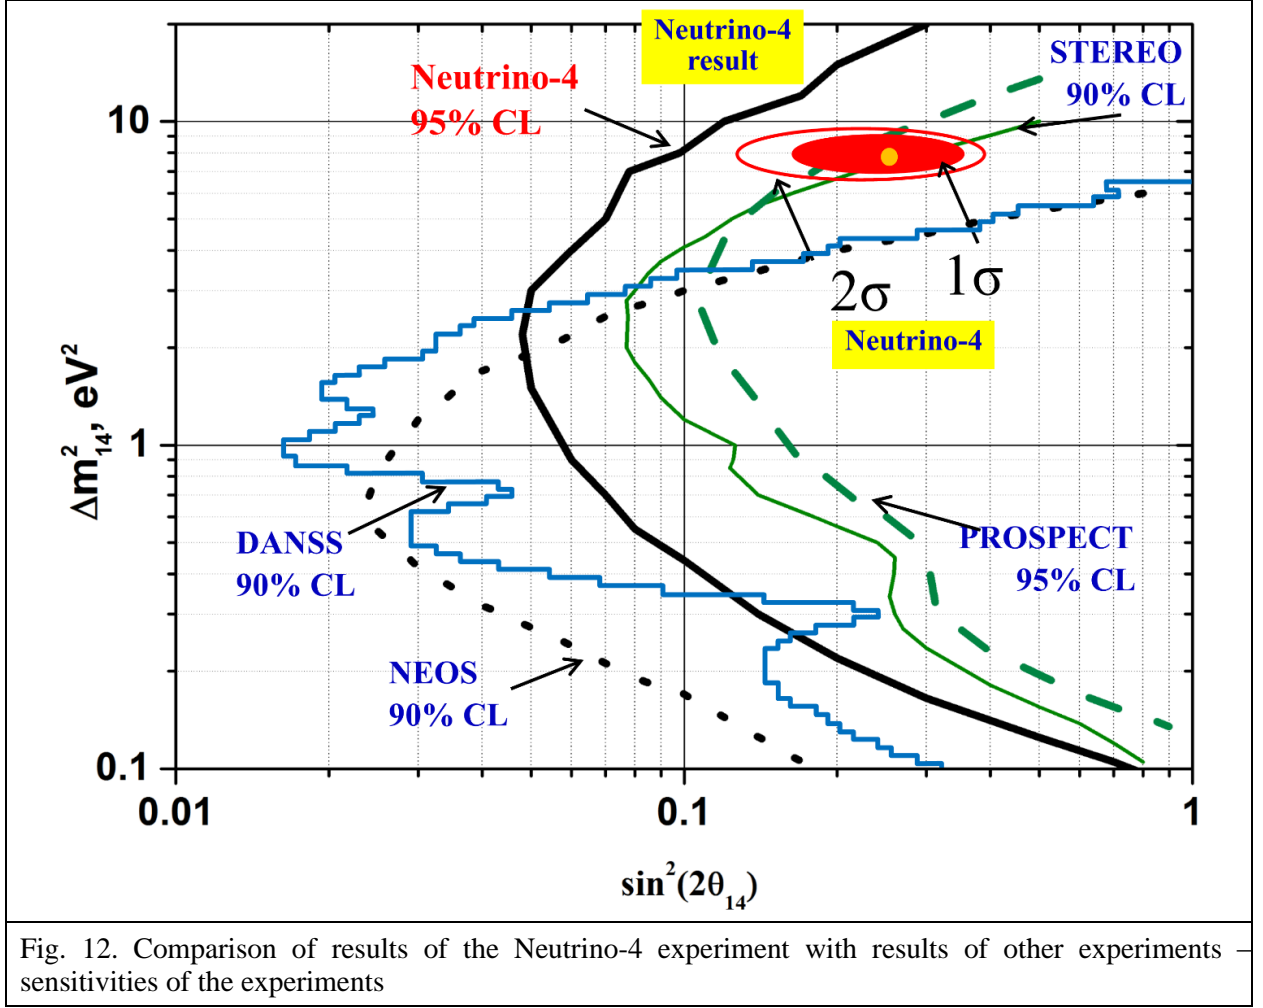 Neutrino-4
result
STEREO
90% CL
Neutrino-4
95% CL
10
1
0.1
Δm²₁₄, eV²
2σ
1σ
Neutrino-4
DANSS
90% CL
PROSPECT
95% CL
NEOS
90% CL
0.01
0.1
1
sin²(2θ₁₄)
Fig. 12. Comparison of results of the Neutrino-4 experiment with results of other experiments –
sensitivities of the experiments